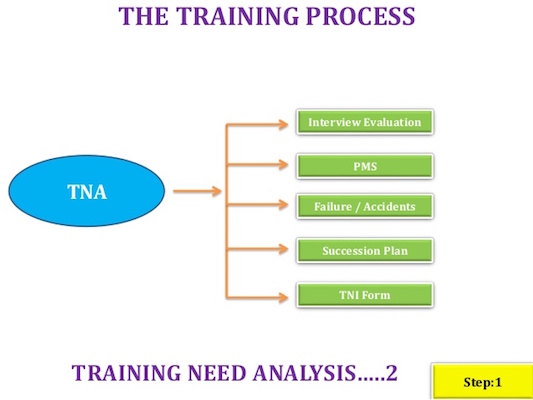 THE TRAINING PROCESS
TNA
Interview Evaluation
PMS
Failure / Accidents
Succession Plan
TNI Form
TRAINING NEED ANALYSIS.....2
Step:1